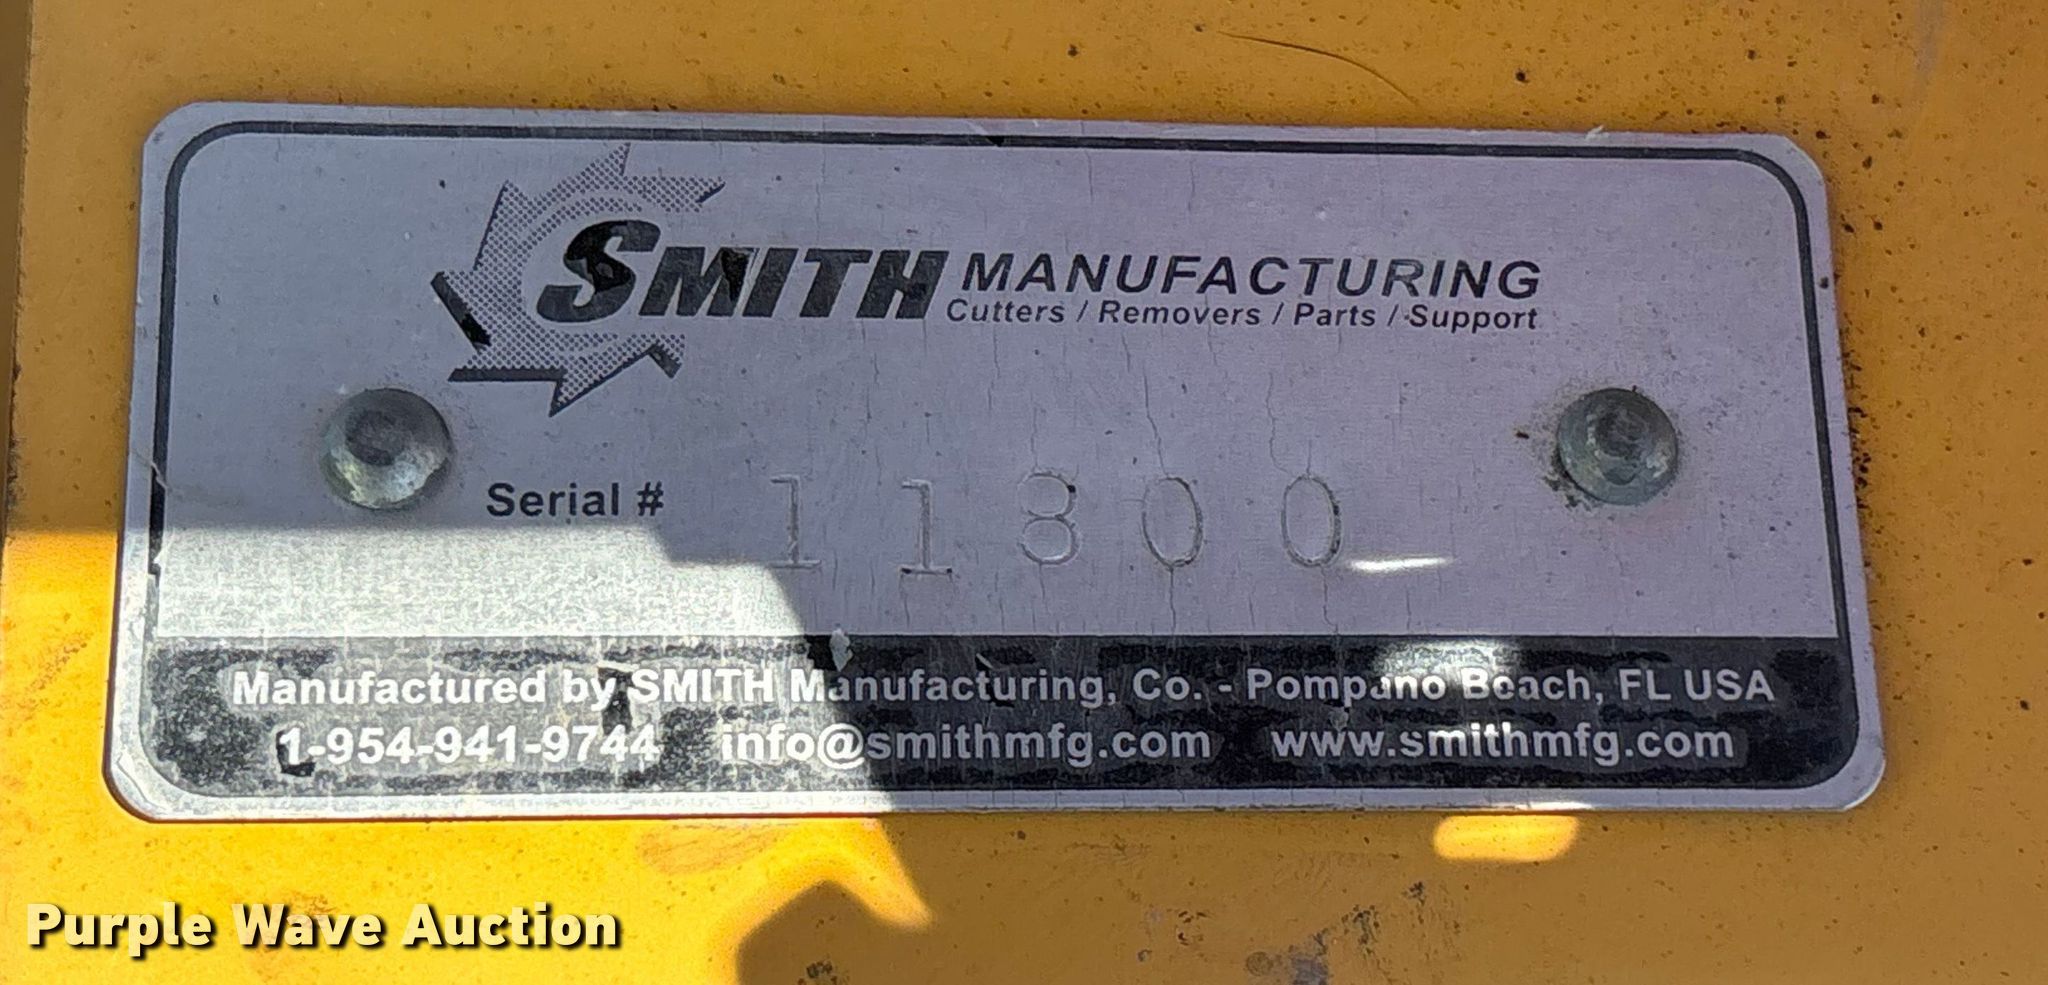 SMITH MANUFACTURING
Cutters / Removers / Parts / Support
Serial # 11800
Manufactured by SMITH Manufacturing, Co. - Pompano Beach, FL USA
1-954-941-9744 info@smithmfg.com www.smithmfg.com
Purple Wave Auction